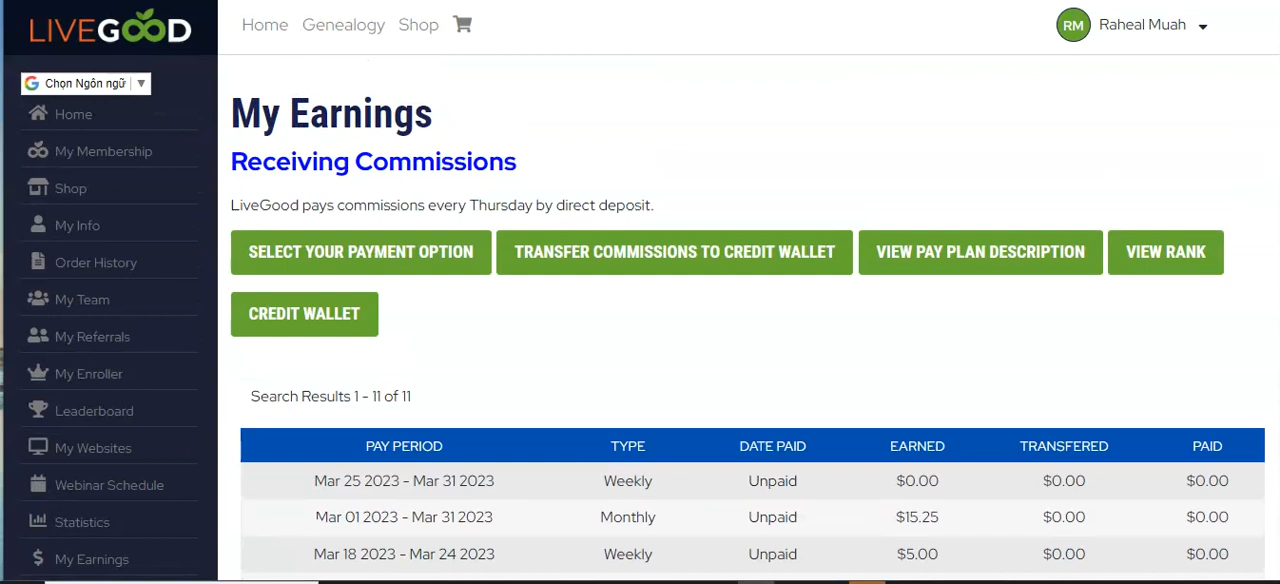 LIVEGOOD
Home Genealogy Shop
RM Raheal Muah
Chọn Ngôn ngữ ▼
Home
My Membership
Shop
My Info
Order History
My Team
My Referrals
My Enroller
Leaderboard
My Websites
Webinar Schedule
Statistics
My Earnings
My Earnings
Receiving Commissions
LiveGood pays commissions every Thursday by direct deposit.
SELECT YOUR PAYMENT OPTION TRANSFER COMMISSIONS TO CREDIT WALLET VIEW PAY PLAN DESCRIPTION VIEW RANK
CREDIT WALLET
Search Results 1 - 11 of 11
PAY PERIOD TYPE DATE PAID EARNED TRANSFERED PAID
Mar 25 2023 - Mar 31 2023 Weekly Unpaid $0.00 $0.00 $0.00
Mar 01 2023 - Mar 31 2023 Monthly Unpaid $15.25 $0.00 $0.00
Mar 18 2023 - Mar 24 2023 Weekly Unpaid $5.00 $0.00 $0.00